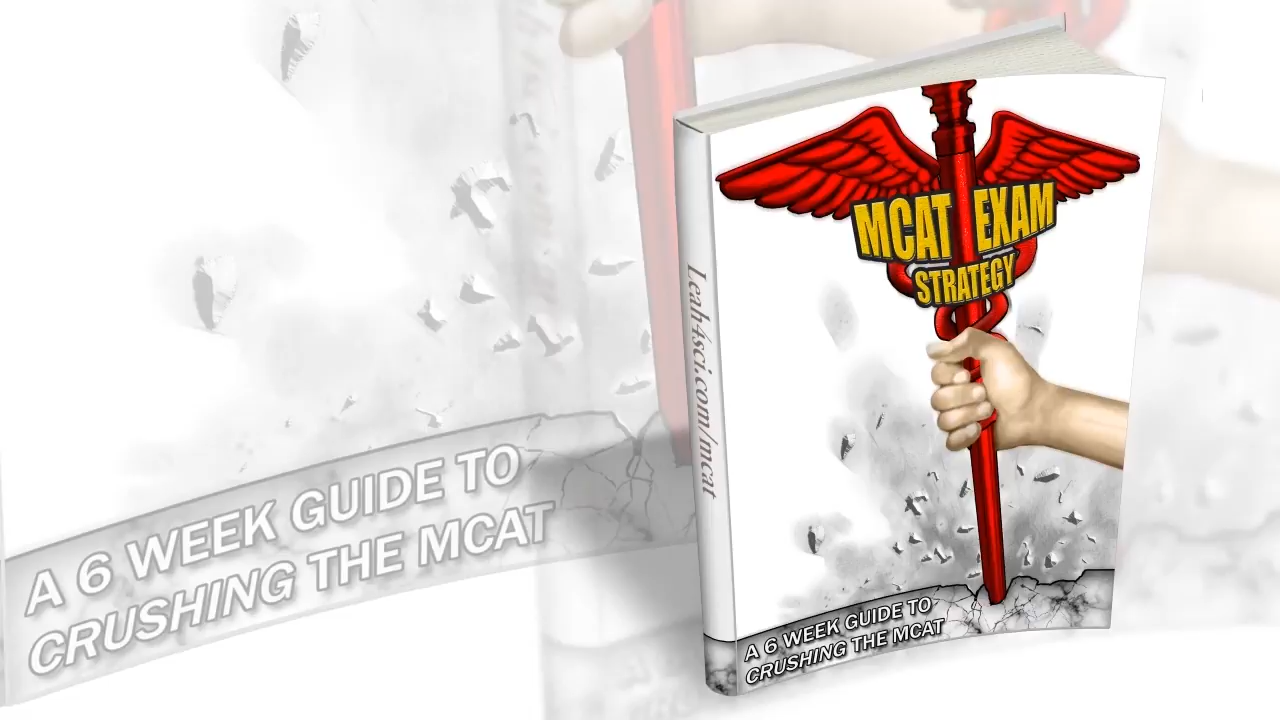 A 6 WEEK GUIDE TO
CRUSHING THE MCAT
Leah4sci.com/mcat
MCAT EXAM
STRATEGY
A 6 WEEK GUIDE TO
CRUSHING THE MCAT